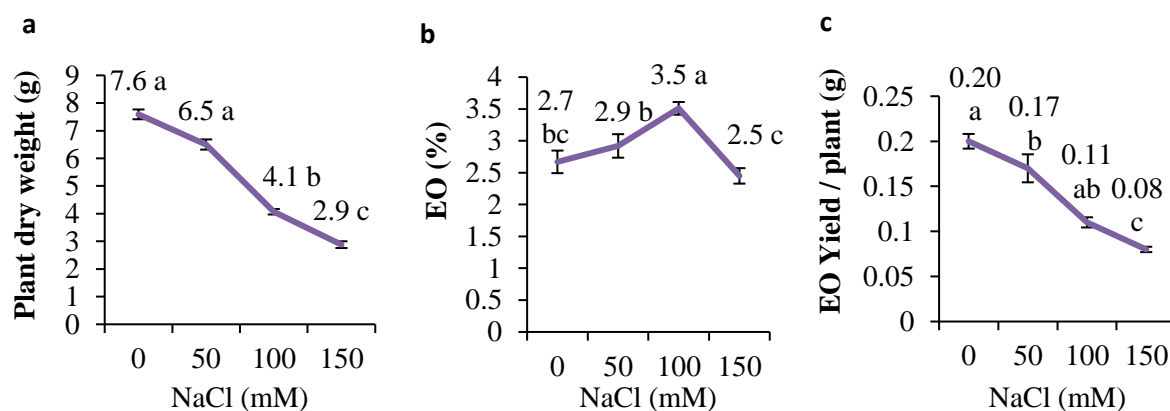 a
Plant dry weight (g)
9
8
7
6
5
4
3
2
1
0
7.6 a
6.5 a
4.1 b
2.9 c
0 50 100 150
NaCl (mM)
b
EO (%)
4
3.5
3
2.5
2
1.5
1
0.5
0
2.7
bc
2.9 b
3.5 a
2.5 c
0 50 100 150
NaCl (mM)
c
EO Yield / plant (g)
0.25
0.2
0.15
0.1
0.05
0
0.20
a
0.17
b
0.11
ab
0.08
c
0 50 100 150
NaCl (mM)